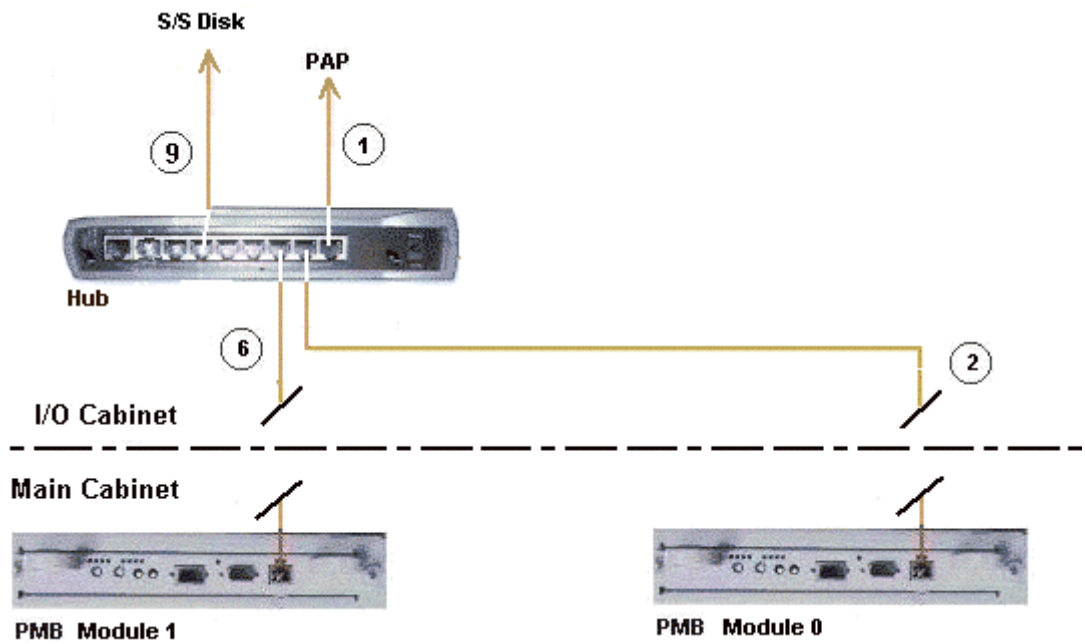 S/S Disk
PAP
9
1
Hub
6
2
I/O Cabinet
Main Cabinet
PMB Module 1
PMB Module 0